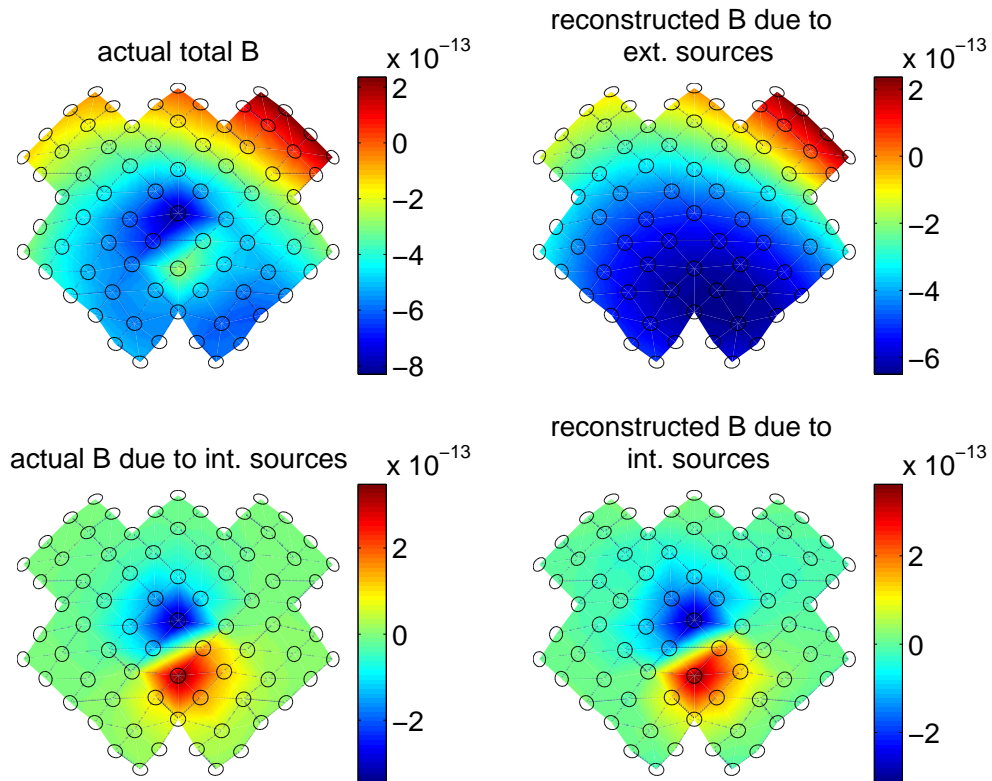 actual total B
x 10⁻¹³
2
0
−2
−4
−6
−8
reconstructed B due to
ext. sources
x 10⁻¹³
2
0
−2
−4
−6
actual B due to int. sources
x 10⁻¹³
2
0
−2
reconstructed B due to
int. sources
x 10⁻¹³
2
0
−2